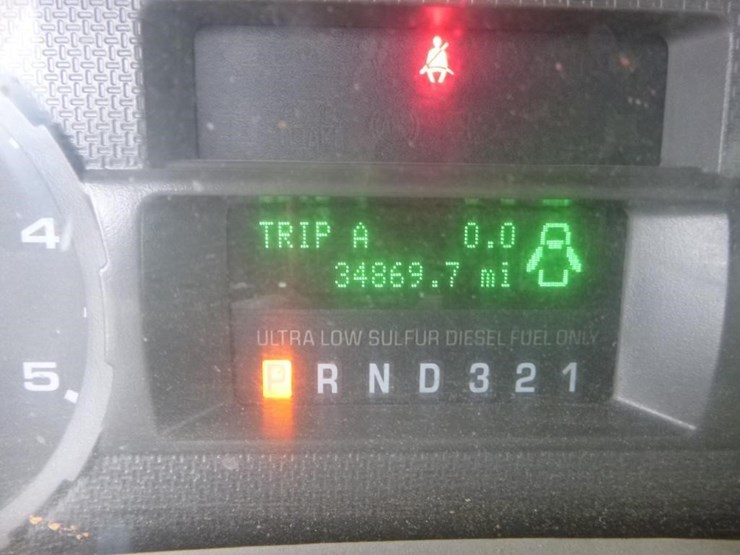 TRIP A 0.0
34869.7 mi
ULTRA LOW SULFUR DIESEL FUEL ONLY
P R N D 3 2 1
4
5